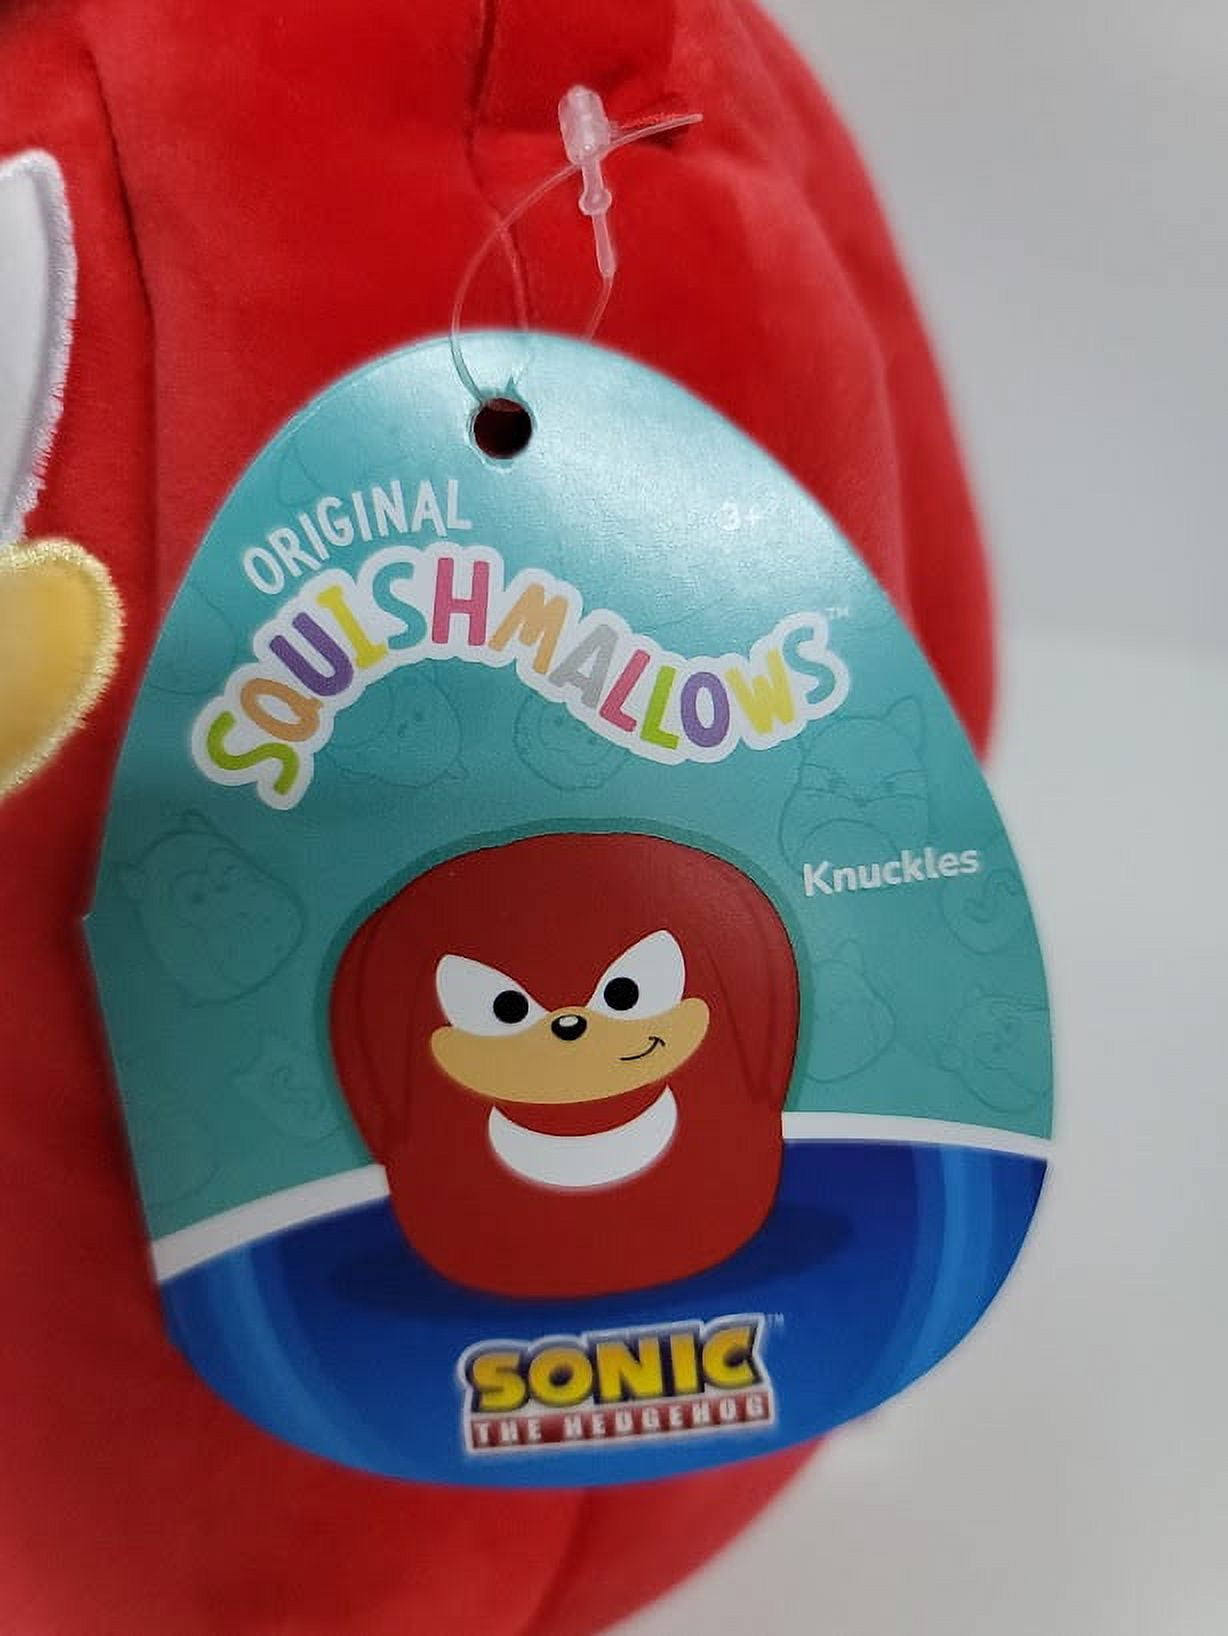 ORIGINAL
3+
SQUISHMALLOWS™
Knuckles
SONIC™
THE HEDGEHOG